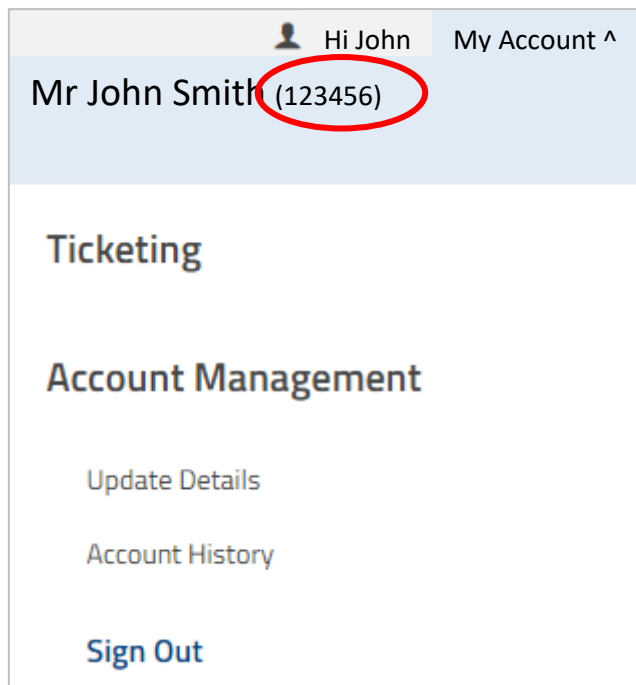 Hi John My Account ^
Mr John Smith (123456)
Ticketing
Account Management
Update Details
Account History
Sign Out